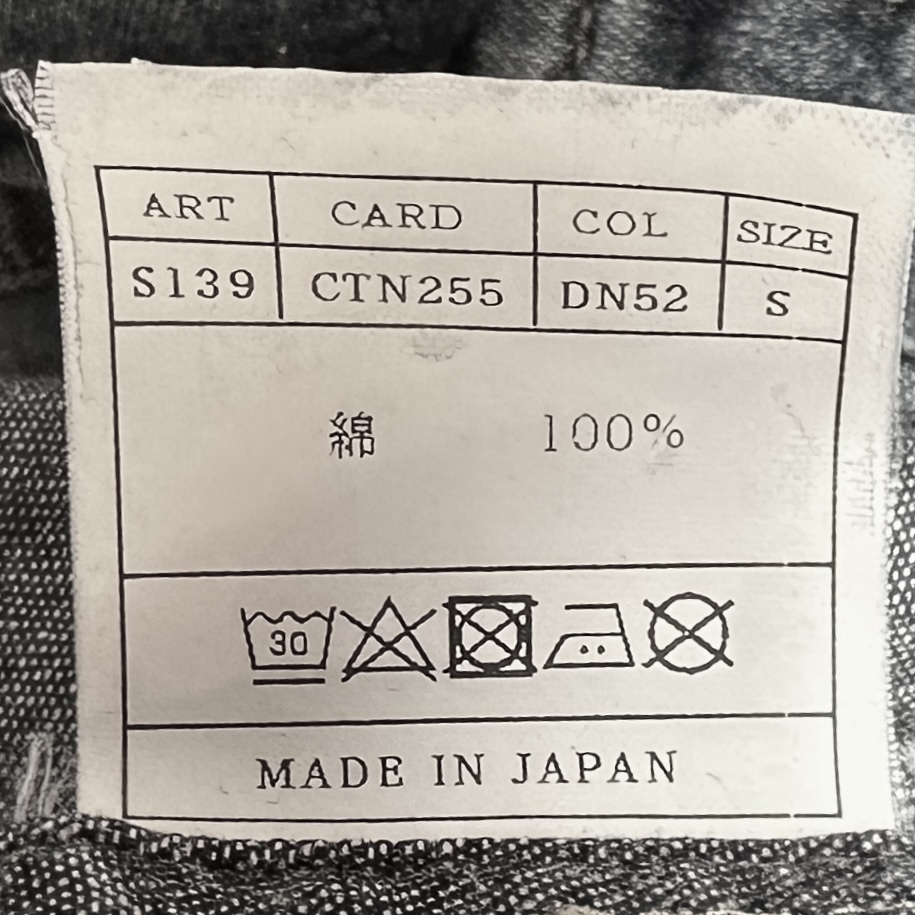 ART CARD COL SIZE
S139 CTN255 DN52 S
綿 100%
30
MADE IN JAPAN